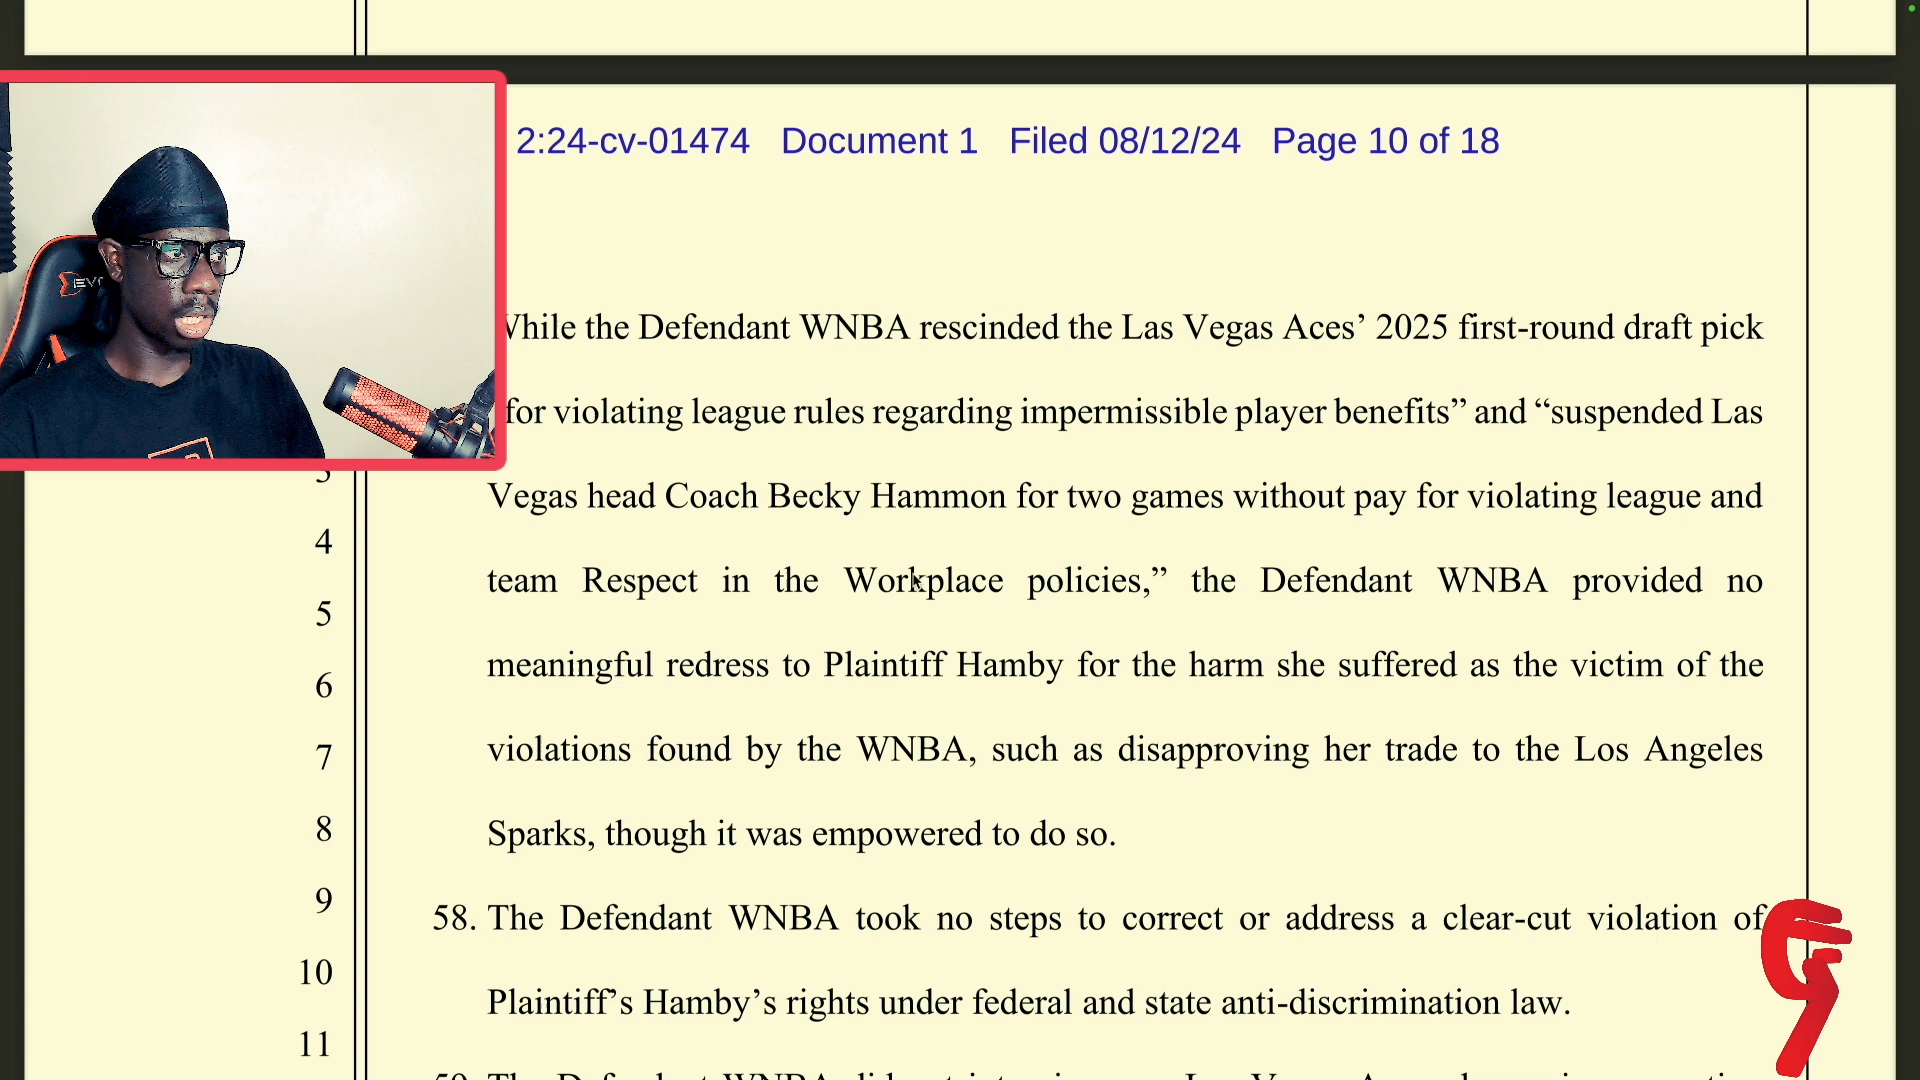 2:24-cv-01474 Document 1 Filed 08/12/24 Page 10 of 18
While the Defendant WNBA rescinded the Las Vegas Aces’ 2025 first-round draft pick
for violating league rules regarding impermissible player benefits” and “suspended Las
3 Vegas head Coach Becky Hammon for two games without pay for violating league and
4 team Respect in the Workplace policies,” the Defendant WNBA provided no
5 meaningful redress to Plaintiff Hamby for the harm she suffered as the victim of the
6 violations found by the WNBA, such as disapproving her trade to the Los Angeles
7 Sparks, though it was empowered to do so.
8
9 58. The Defendant WNBA took no steps to correct or address a clear-cut violation of
10 Plaintiff’s Hamby’s rights under federal and state anti-discrimination law.
11